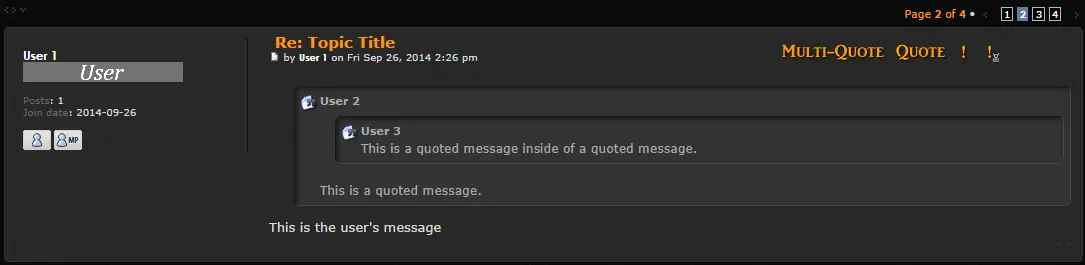 Page 2 of 4 • 1 2 3 4
Re: Topic Title
by User 1 on Fri Sep 26, 2014 2:26 pm
Multi-Quote Quote ! !
User 1
User
Posts: 1
Join date: 2014-09-26
MP
User 2
User 3
This is a quoted message inside of a quoted message.
This is a quoted message.
This is the user's message